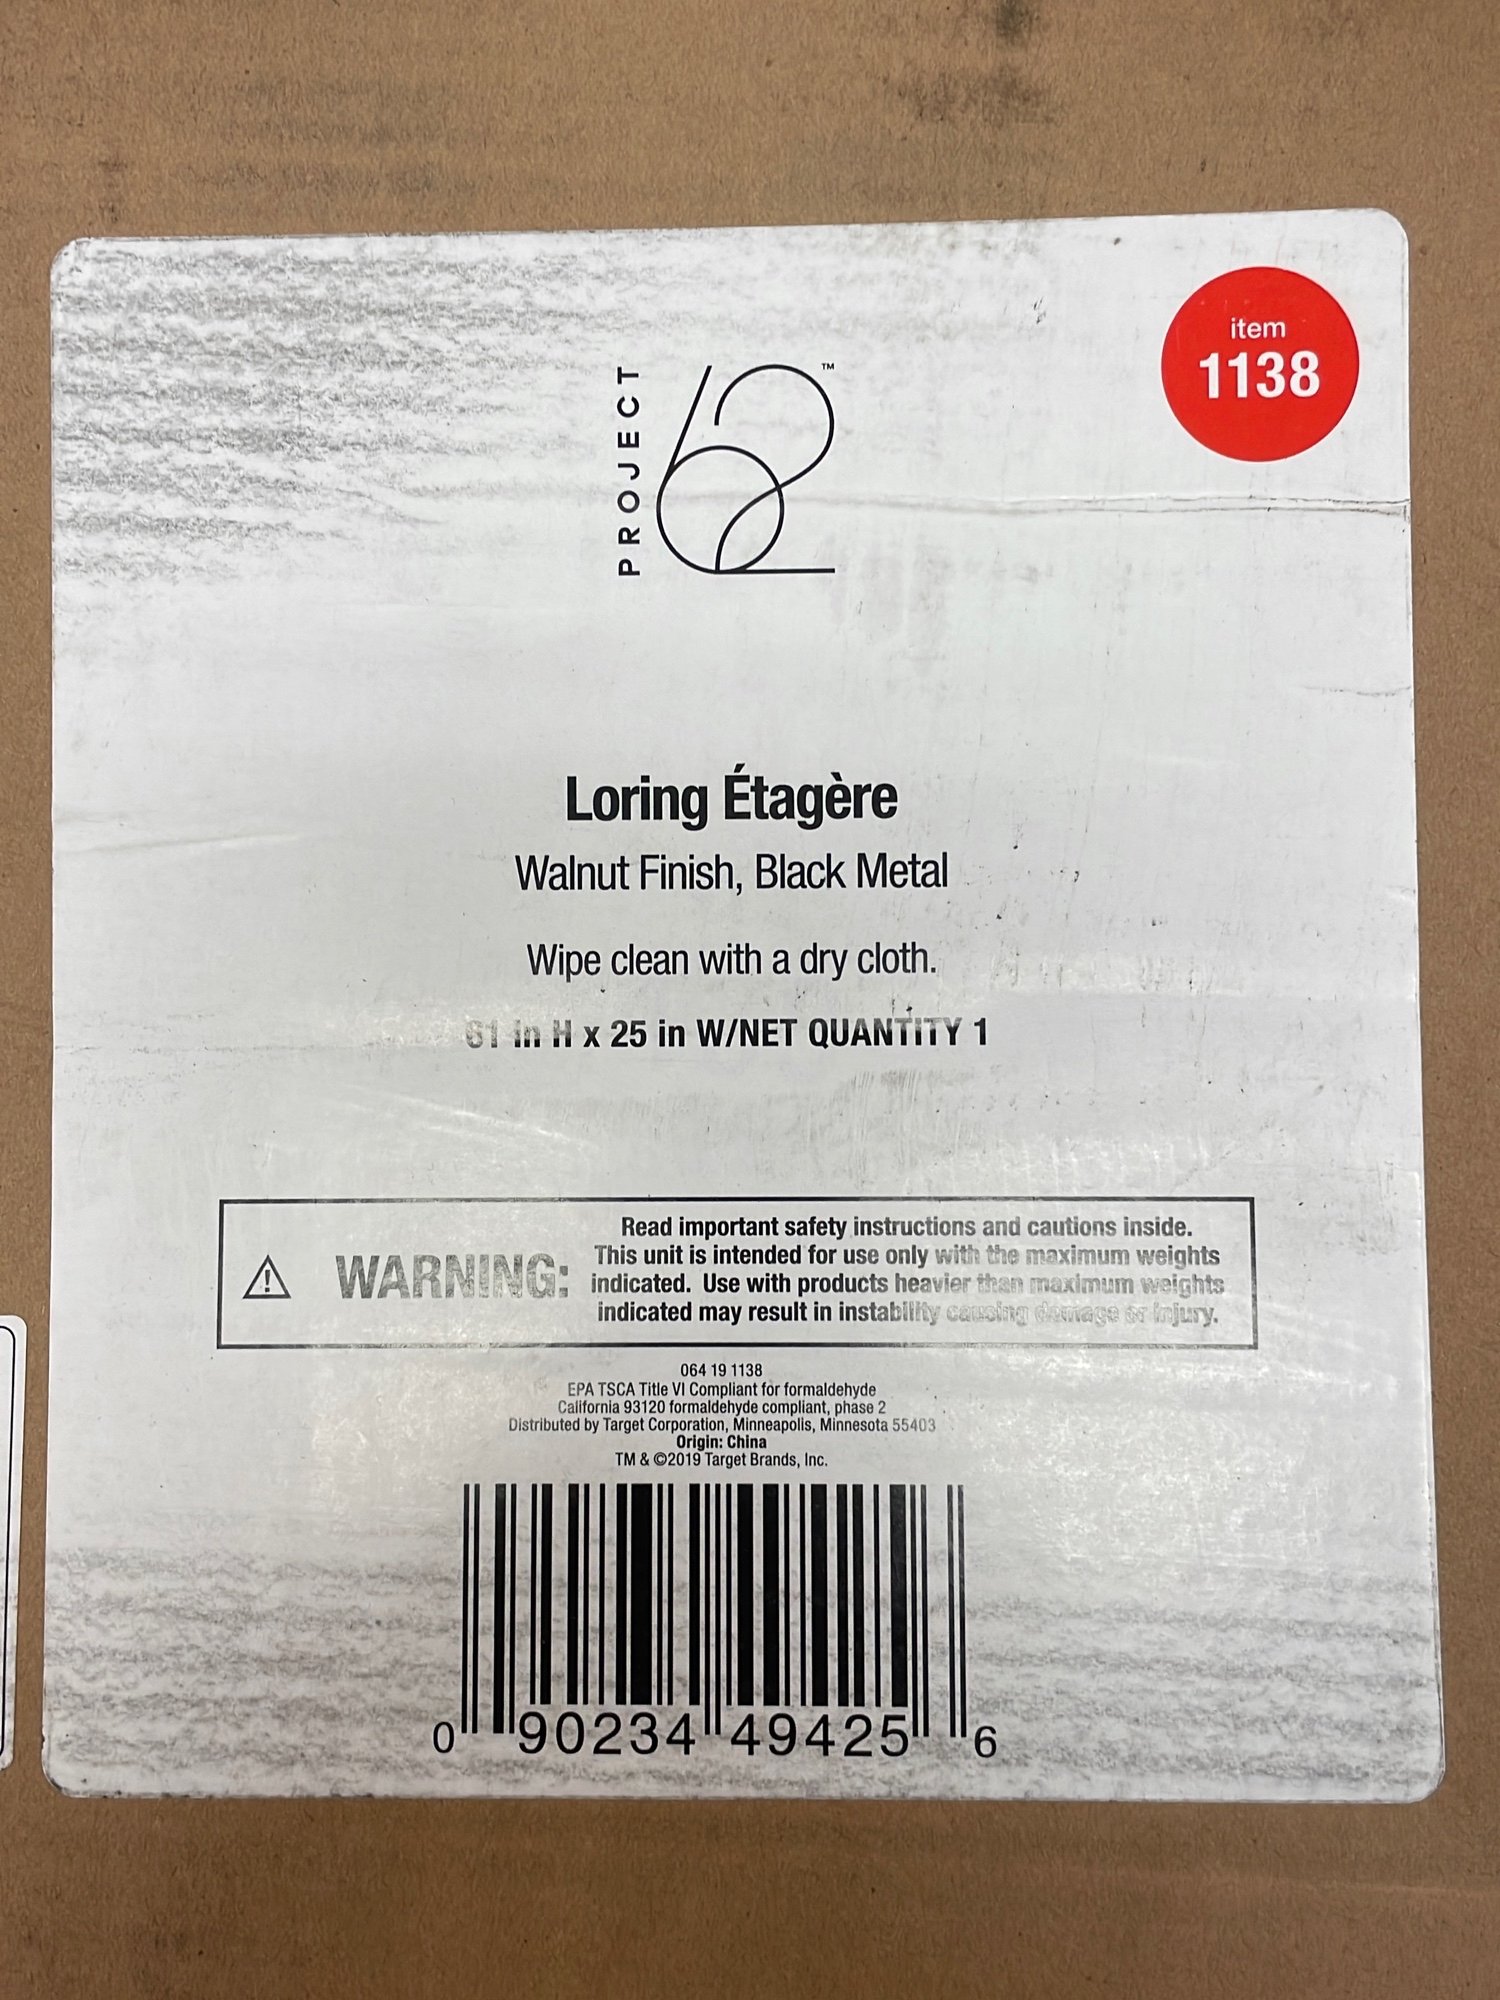 item
1138
PROJECT
62™
Loring Étagère
Walnut Finish, Black Metal
Wipe clean with a dry cloth.
61 in H x 25 in W/NET QUANTITY 1
WARNING:
Read important safety instructions and cautions inside.
This unit is intended for use only with the maximum weights
indicated. Use with products heavier than maximum weights
indicated may result in instability causing damage or injury.
064 19 1138
EPA TSCA Title VI Compliant for formaldehyde
California 93120 formaldehyde compliant, phase 2
Distributed by Target Corporation, Minneapolis, Minnesota 55403
Origin: China
TM & ©2019 Target Brands, Inc.
0 90234 49425 6